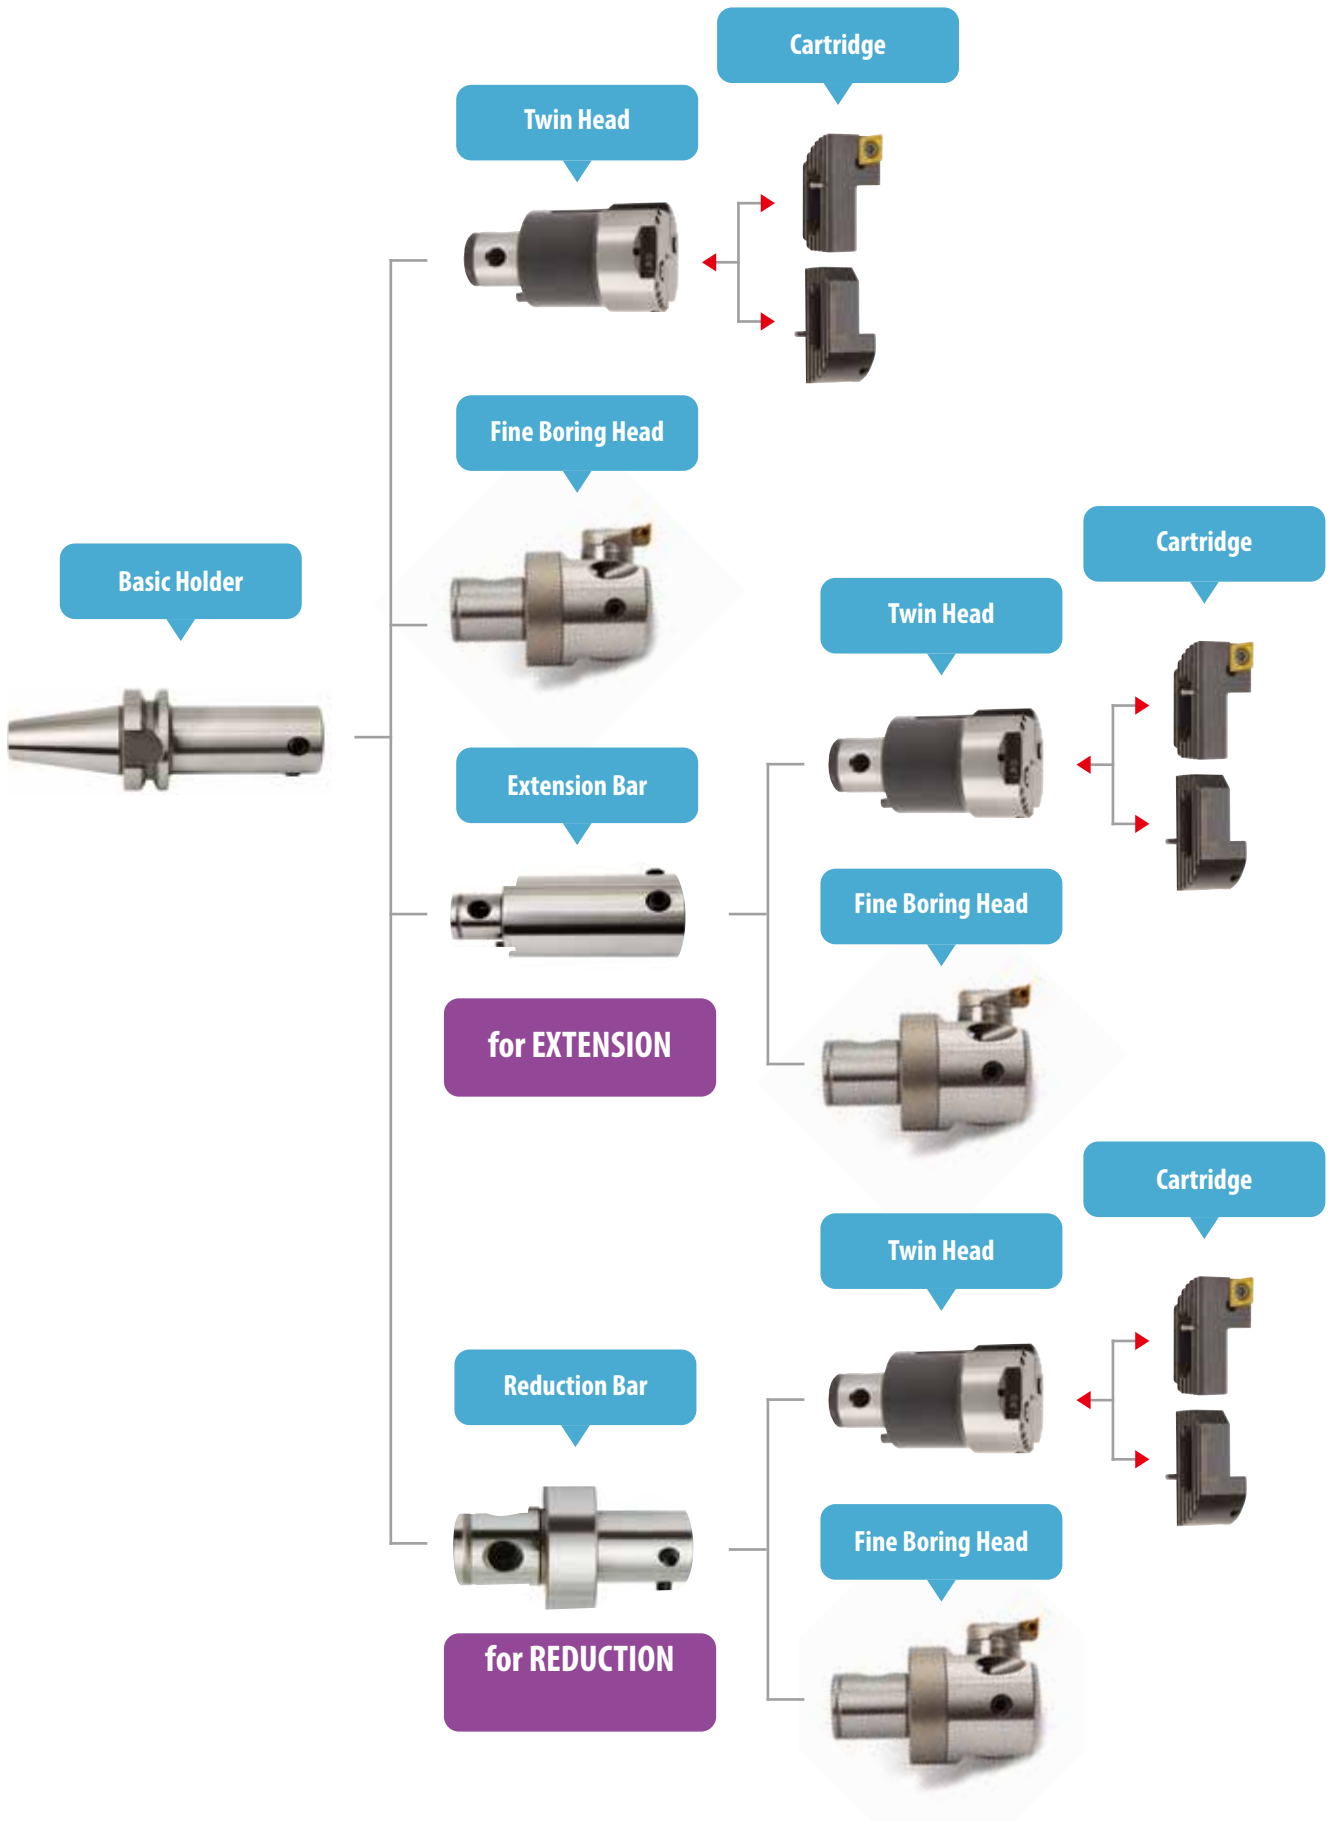 Cartridge
Twin Head
Fine Boring Head
Basic Holder
Cartridge
Twin Head
Extension Bar
Fine Boring Head
for EXTENSION
Cartridge
Twin Head
Reduction Bar
Fine Boring Head
for REDUCTION